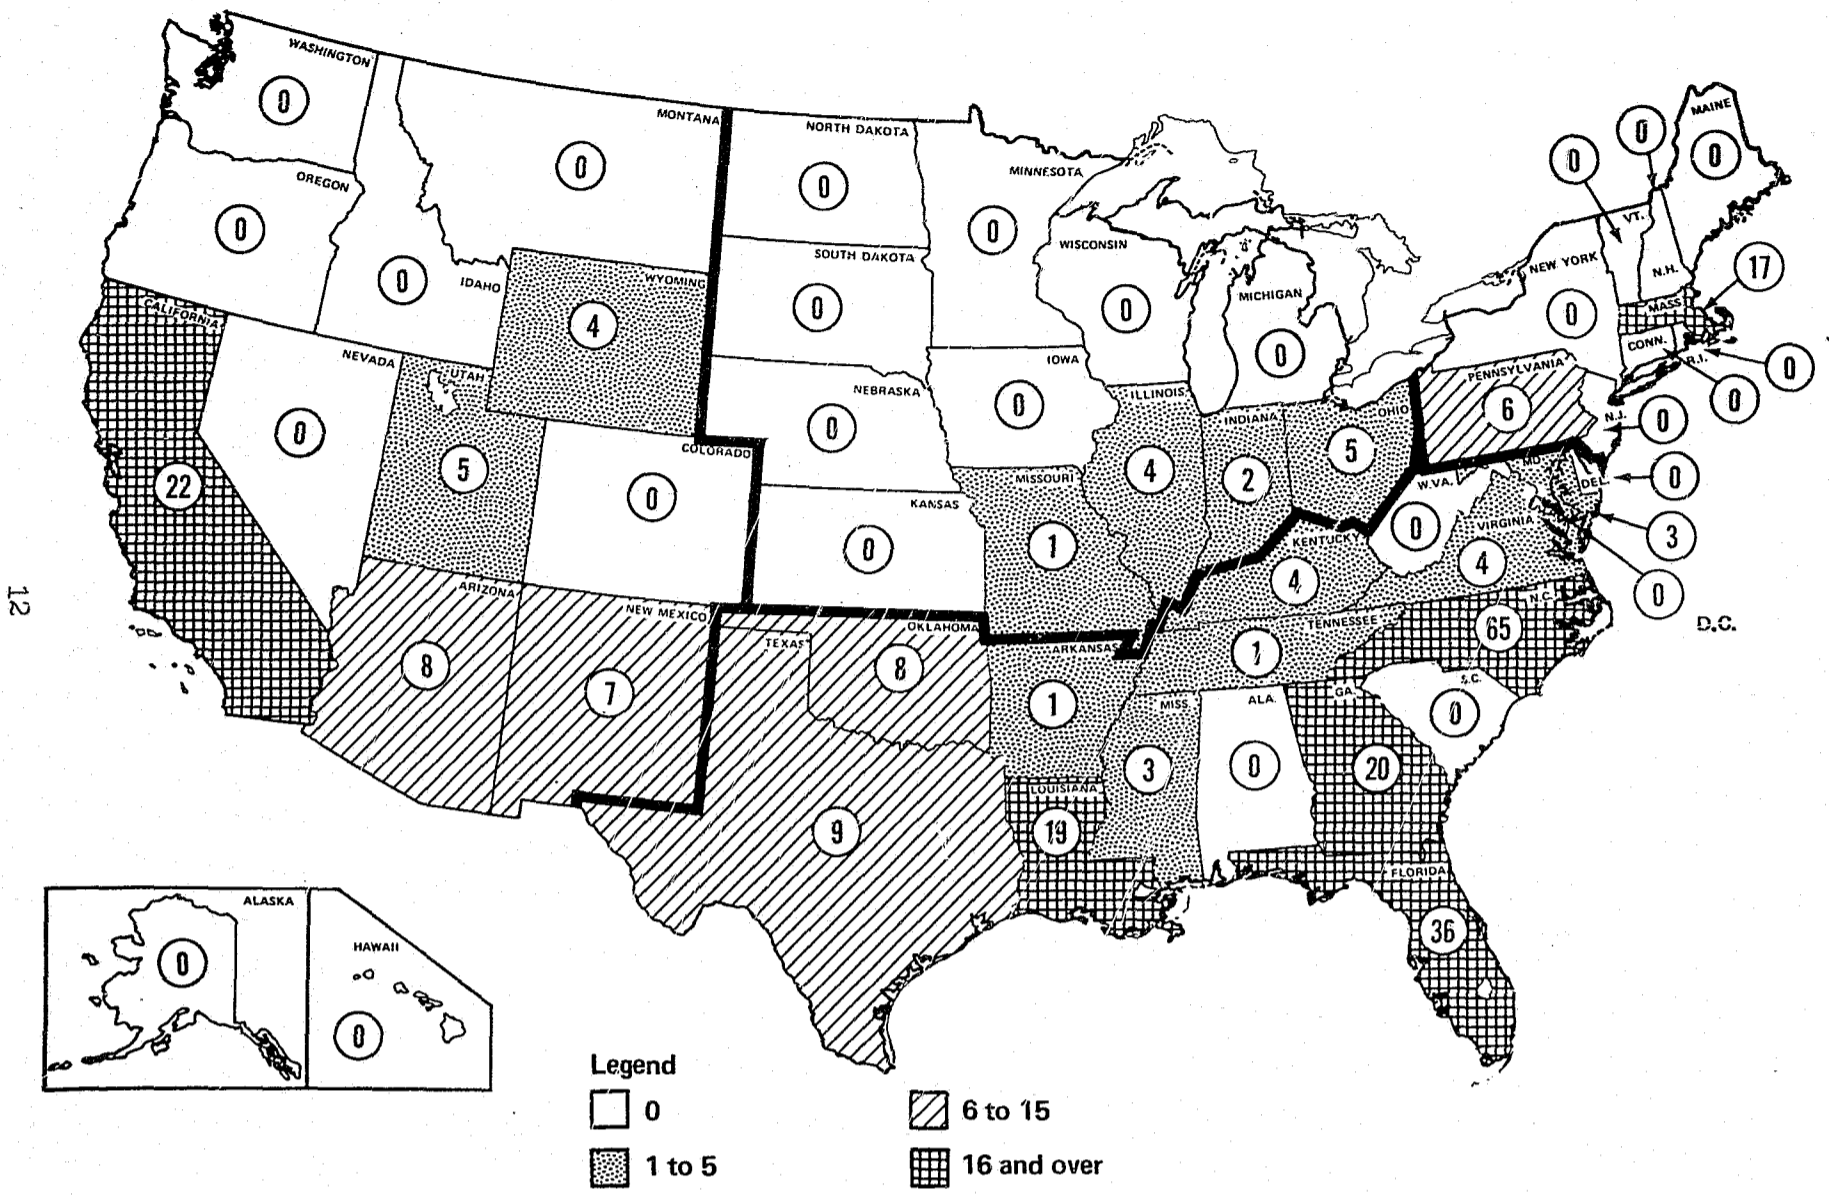 WASHINGTON
0
MONTANA
0
OREGON
0
IDAHO
0
WYOMING
4
NORTH DAKOTA
0
SOUTH DAKOTA
0
MINNESOTA
0
WISCONSIN
0
MICHIGAN
0
MAINE
0
0
0
VT.
N.H.
NEW YORK
0
MASS
17
CONN.
R.I.
0
0
CALIFORNIA
22
NEVADA
0
UTAH
5
COLORADO
0
NEBRASKA
0
KANSAS
0
IOWA
0
MISSOURI
1
ILLINOIS
4
INDIANA
2
OHIO
5
PENNSYLVANIA
6
N.J.
0
DEL.
0
MD.
3
W.VA.
0
VIRGINIA
4
0
D.C.
KENTUCKY
4
TENNESSEE
1
N.C.
65
S.C.
0
ARIZONA
8
NEW MEXICO
7
TEXAS
9
OKLAHOMA
8
ARKANSAS
1
LOUISIANA
19
MISS.
3
ALA.
0
GA.
20
FLORIDA
36
ALASKA
0
HAWAII
0
12
Legend
0
1 to 5
6 to 15
16 and over